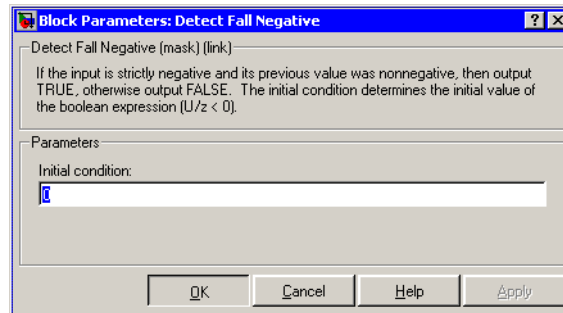 Block Parameters: Detect Fall Negative
Detect Fall Negative (mask) (link)
If the input is strictly negative and its previous value was nonnegative, then output
TRUE, otherwise output FALSE.  The initial condition determines the initial value of
the boolean expression (U/z < 0).
Parameters
Initial condition:
0
OK
Cancel
Help
Apply